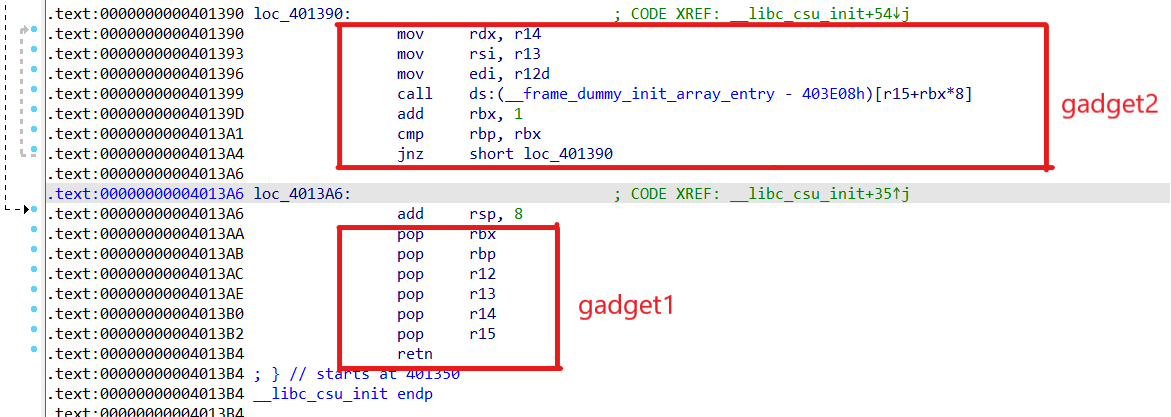 .text:0000000000401390 loc_401390: ; CODE XREF: __libc_csu_init+54↓j
.text:0000000000401390 mov rdx, r14
.text:0000000000401393 mov rsi, r13
.text:0000000000401396 mov edi, r12d
.text:0000000000401399 call ds:(__frame_dummy_init_array_entry - 403E08h)[r15+rbx*8]
.text:000000000040139D add rbx, 1
.text:00000000004013A1 cmp rbp, rbx
.text:00000000004013A4 jnz short loc_401390
.text:00000000004013A6
.text:00000000004013A6 loc_4013A6: ; CODE XREF: __libc_csu_init+35↑j
.text:00000000004013A6 add rsp, 8
.text:00000000004013AA pop rbx
.text:00000000004013AB pop rbp
.text:00000000004013AC pop r12
.text:00000000004013AE pop r13
.text:00000000004013B0 pop r14
.text:00000000004013B2 pop r15
.text:00000000004013B4 retn
.text:00000000004013B4 ; } // starts at 401350
.text:00000000004013B4 __libc_csu_init endp
.text:00000000004013B4
gadget2
gadget1